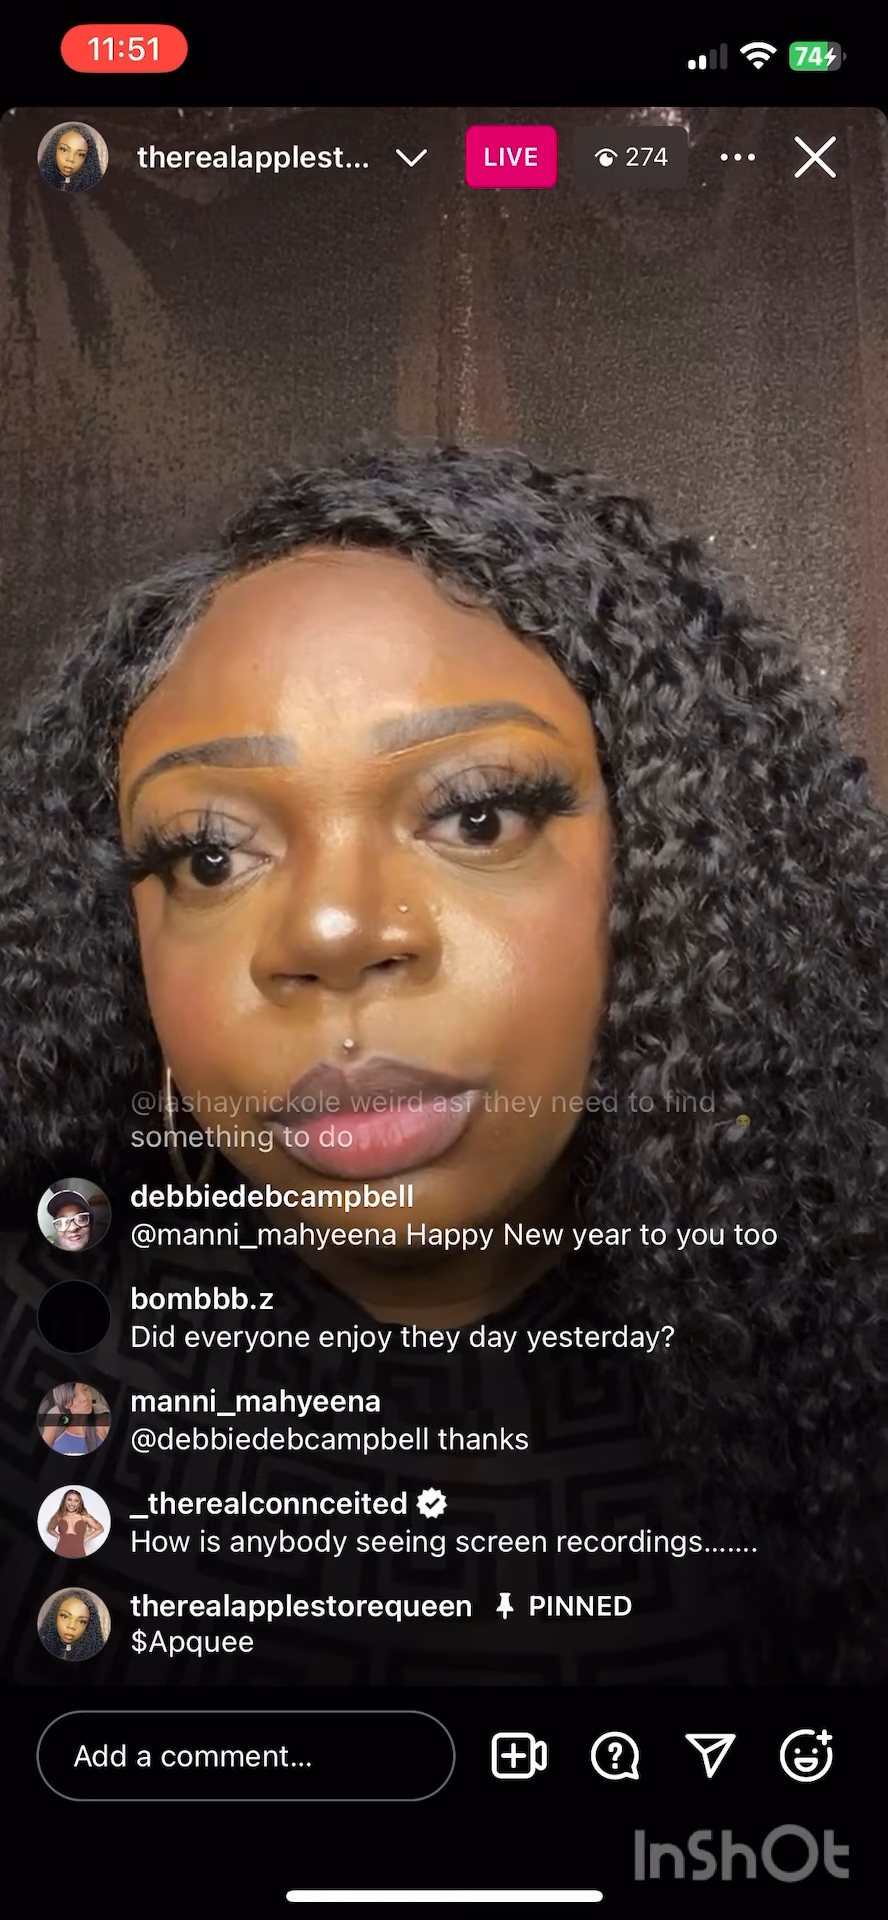 11:51
74
therealapplest...
LIVE
274
@lashaynickole weird asf they need to find
something to do
debbiedebcampbell
@manni_mahyeena Happy New year to you too
bombbb.z
Did everyone enjoy they day yesterday?
manni_mahyeena
@debbiedebcampbell thanks
_therealconnceited
How is anybody seeing screen recordings.......
therealapplestorequeen PINNED
$Apquee
Add a comment...
InShOt